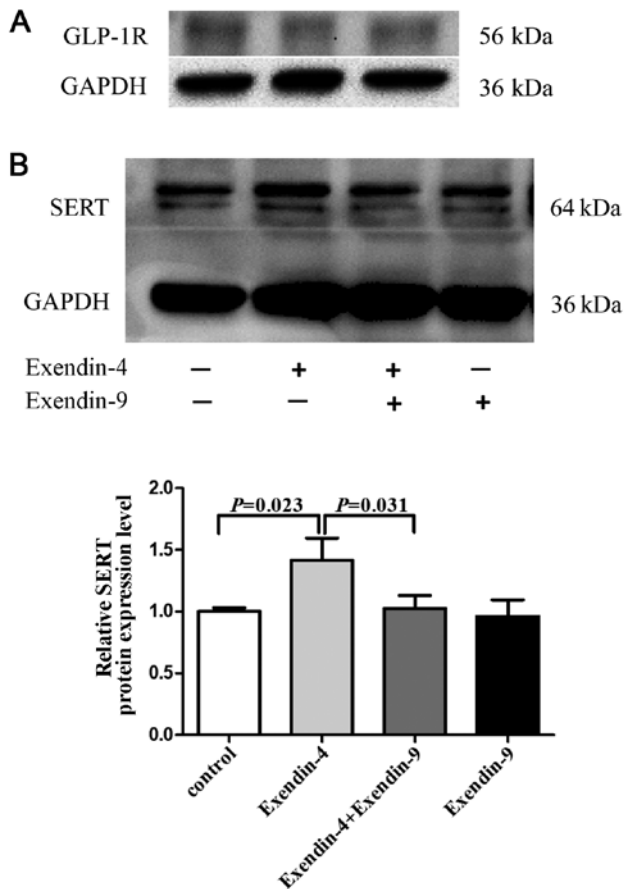 A
GLP-1R 56 kDa
GAPDH 36 kDa
B
SERT 64 kDa
GAPDH 36 kDa
Exendin-4 — + + —
Exendin-9 — — + +
P=0.023 P=0.031
Relative SERT
protein expression level
2.0
1.5
1.0
0.5
0.0
control
Exendin-4
Exendin-4+Exendin-9
Exendin-9